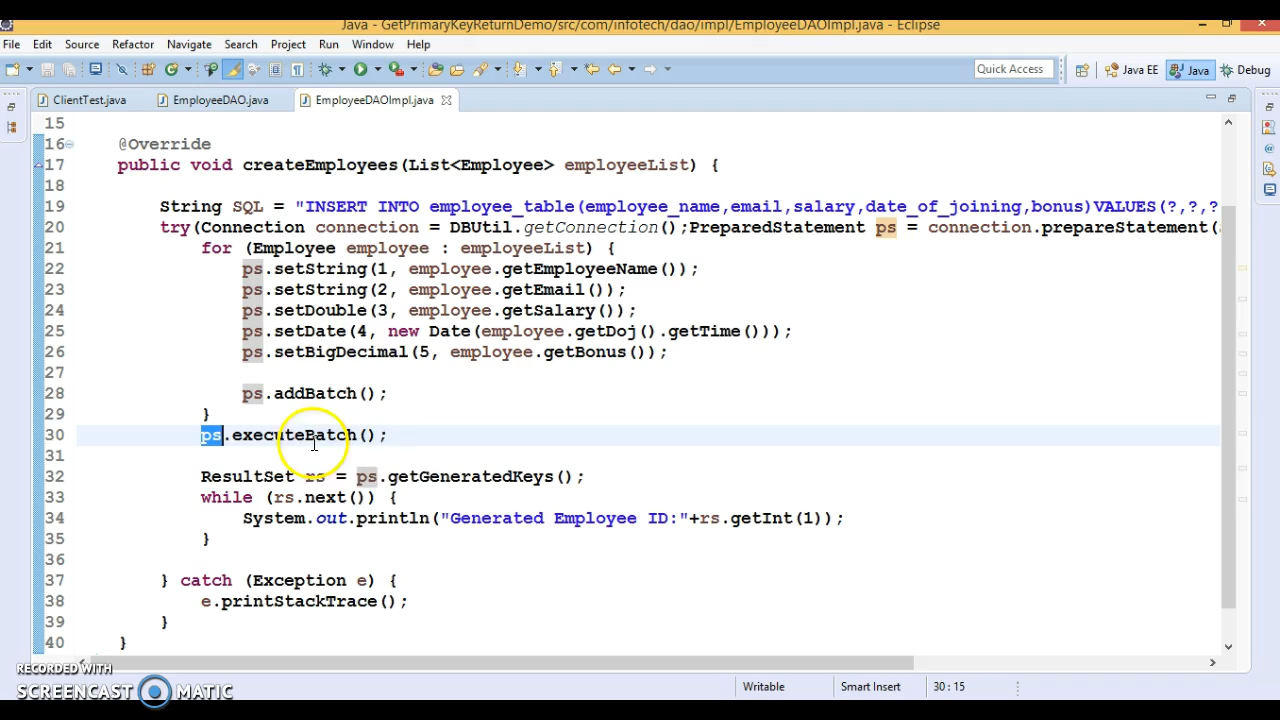 Java - GetPrimaryKeyReturnDemo/src/com/infotech/dao/impl/EmployeeDAOImpl.java - Eclipse
File Edit Source Refactor Navigate Search Project Run Window Help
Quick Access Java EE Java Debug
ClientTest.java EmployeeDAO.java EmployeeDAOImpl.java
15
16 @Override
17 public void createEmployees(List<Employee> employeeList) {
18
19 String SQL = "INSERT INTO employee_table(employee_name,email,salary,date_of_joining,bonus)VALUES(?,?,?
20 try(Connection connection = DBUtil.getConnection();PreparedStatement ps = connection.prepareStatement(
21 for (Employee employee : employeeList) {
22 ps.setString(1, employee.getEmployeeName());
23 ps.setString(2, employee.getEmail());
24 ps.setDouble(3, employee.getSalary());
25 ps.setDate(4, new Date(employee.getDoj().getTime()));
26 ps.setBigDecimal(5, employee.getBonus());
27
28 ps.addBatch();
29 }
30 ps.executeBatch();
31
32 ResultSet rs = ps.getGeneratedKeys();
33 while (rs.next()) {
34 System.out.println("Generated Employee ID:"+rs.getInt(1));
35 }
36
37 } catch (Exception e) {
38 e.printStackTrace();
39 }
40 }
RECORDED WITH
SCREENCAST MATIC
Writable Smart Insert 30 : 15